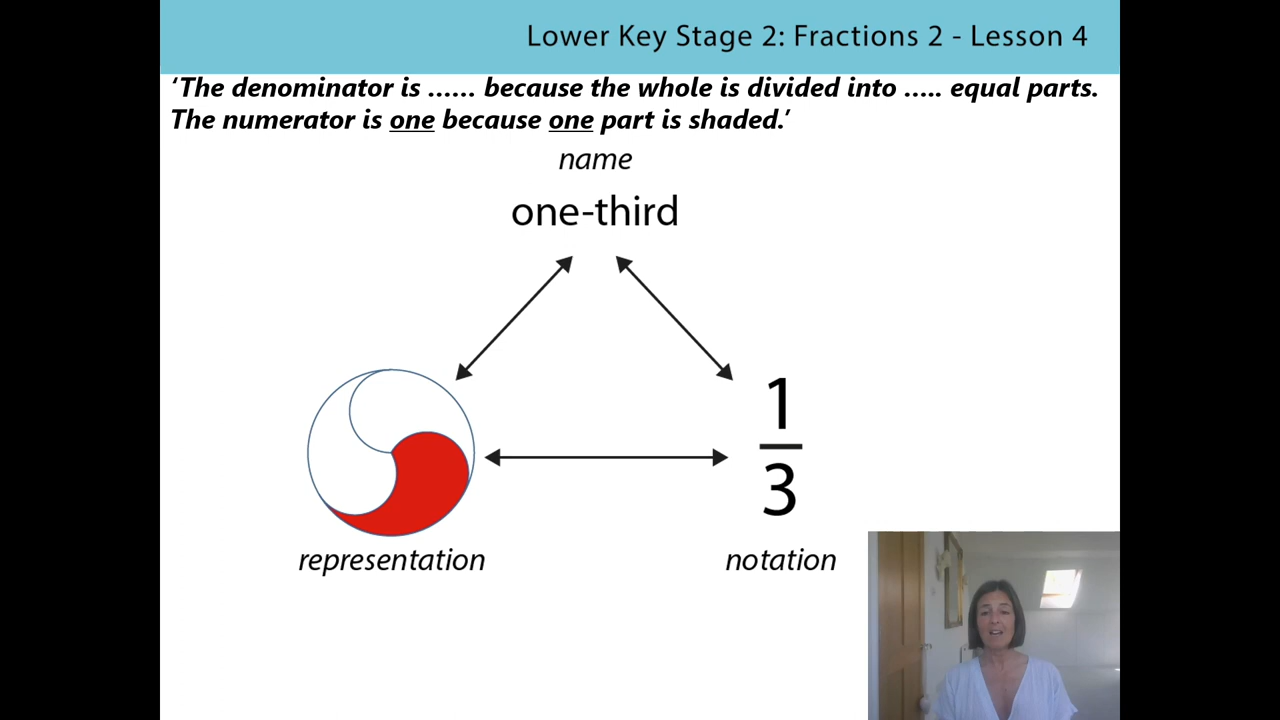 Lower Key Stage 2: Fractions 2 - Lesson 4
‘The denominator is …… because the whole is divided into ….. equal parts.
The numerator is one because one part is shaded.’
name
one-third
1
3
representation
notation